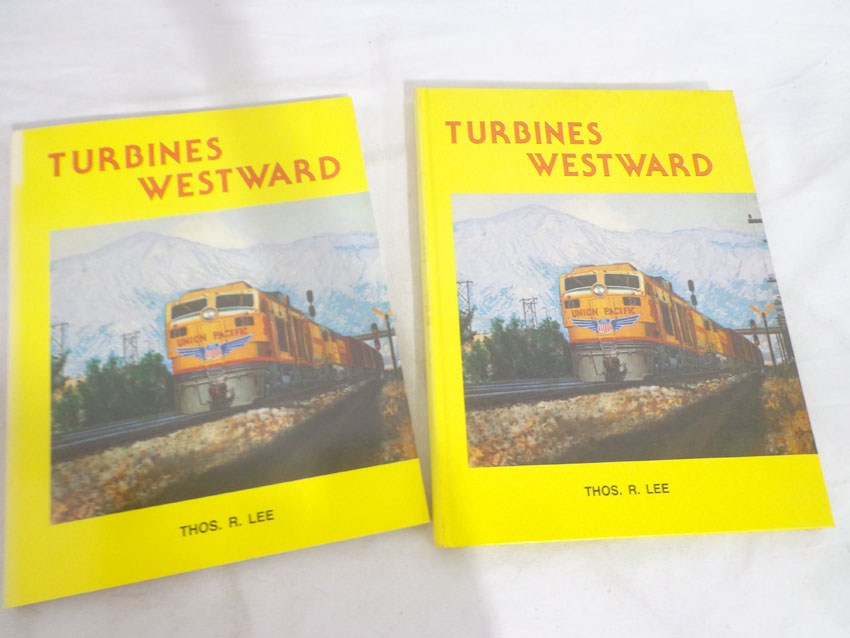 TURBINES
WESTWARD
UNION PACIFIC
THOS. R. LEE
TURBINES
WESTWARD
UNION PACIFIC
THOS. R. LEE